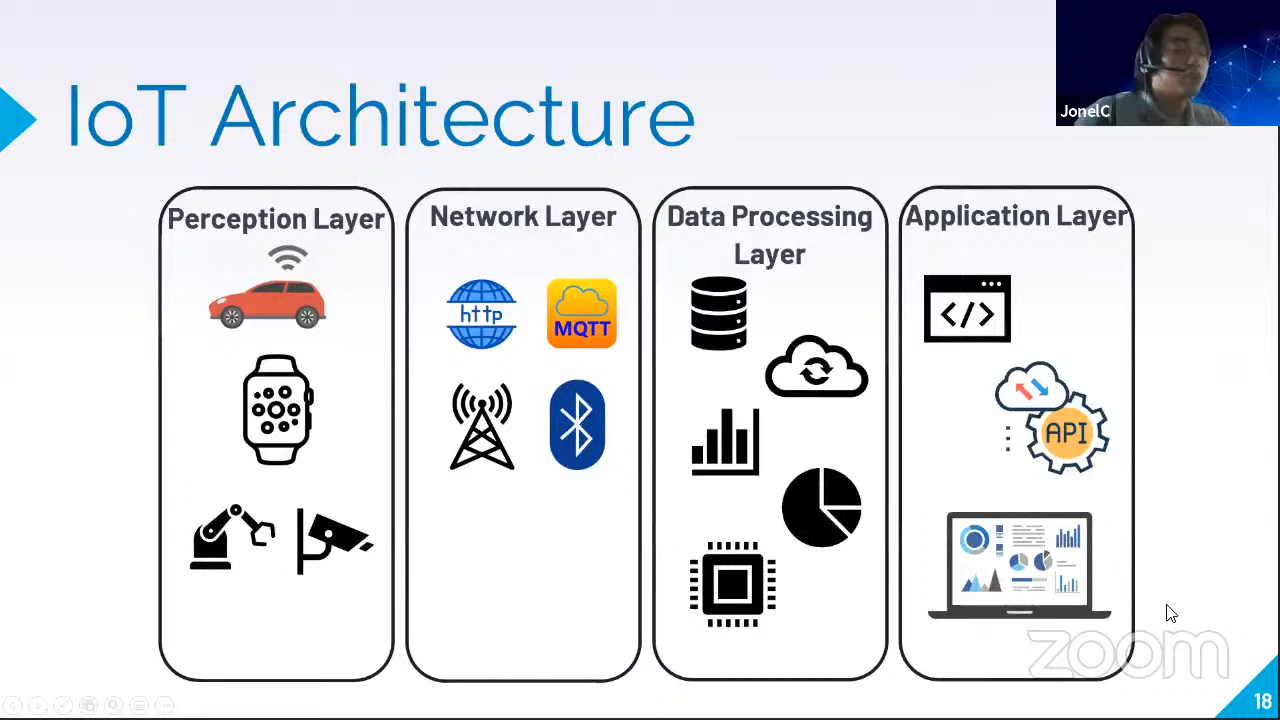 IoT Architecture
JonelC
Perception Layer
Network Layer
http
MQTT
Data Processing
Layer
Application Layer
</>
API
zoom
18